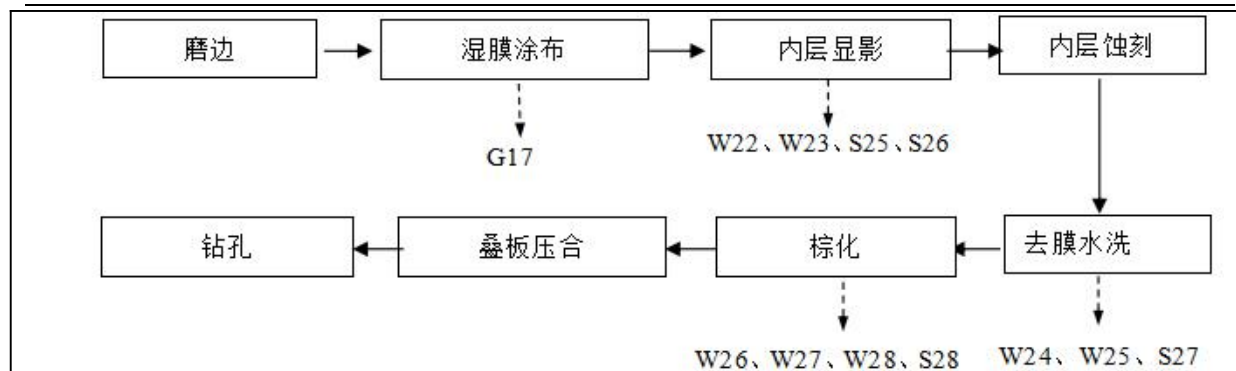 磨边
湿膜涂布
内层显影
内层蚀刻
G17
W22、W23、S25、S26
钻孔
叠板压合
棕化
去膜水洗
W26、W27、W28、S28
W24、W25、S27